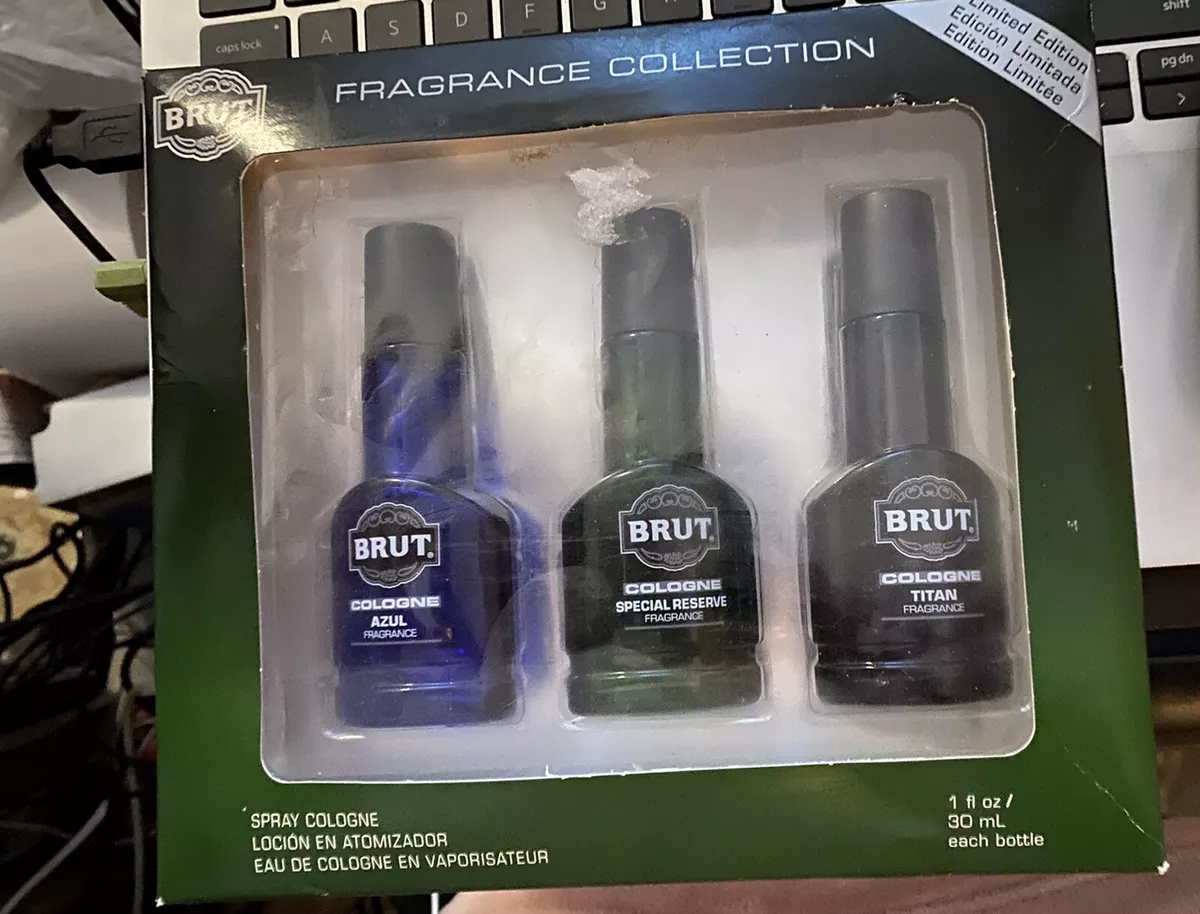 shift
caps lock
A
S
D
F
G
pg dn
BRUT
FRAGRANCE COLLECTION
Limited Edition
Edición Limitada
Edition Limitée
BRUT®
COLOGNE
AZUL
FRAGRANCE
BRUT®
COLOGNE
SPECIAL RESERVE
FRAGRANCE
BRUT®
COLOGNE
TITAN
FRAGRANCE
SPRAY COLOGNE
LOCIÓN EN ATOMIZADOR
EAU DE COLOGNE EN VAPORISATEUR
1 fl oz /
30 mL
each bottle